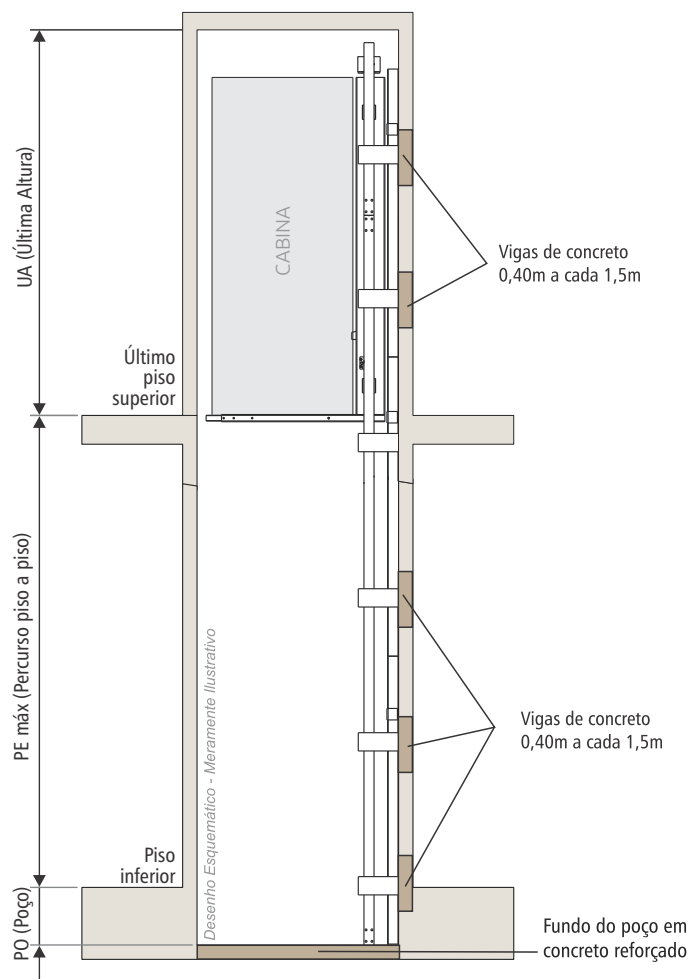 UA (Última Altura)
CABINA
Vigas de concreto
0,40m a cada 1,5m
Último
piso
superior
PE máx (Percurso piso a piso)
Desenho Esquemático - Meramente Ilustrativo
Vigas de concreto
0,40m a cada 1,5m
Piso
inferior
PO (Poço)
Fundo do poço em
concreto reforçado